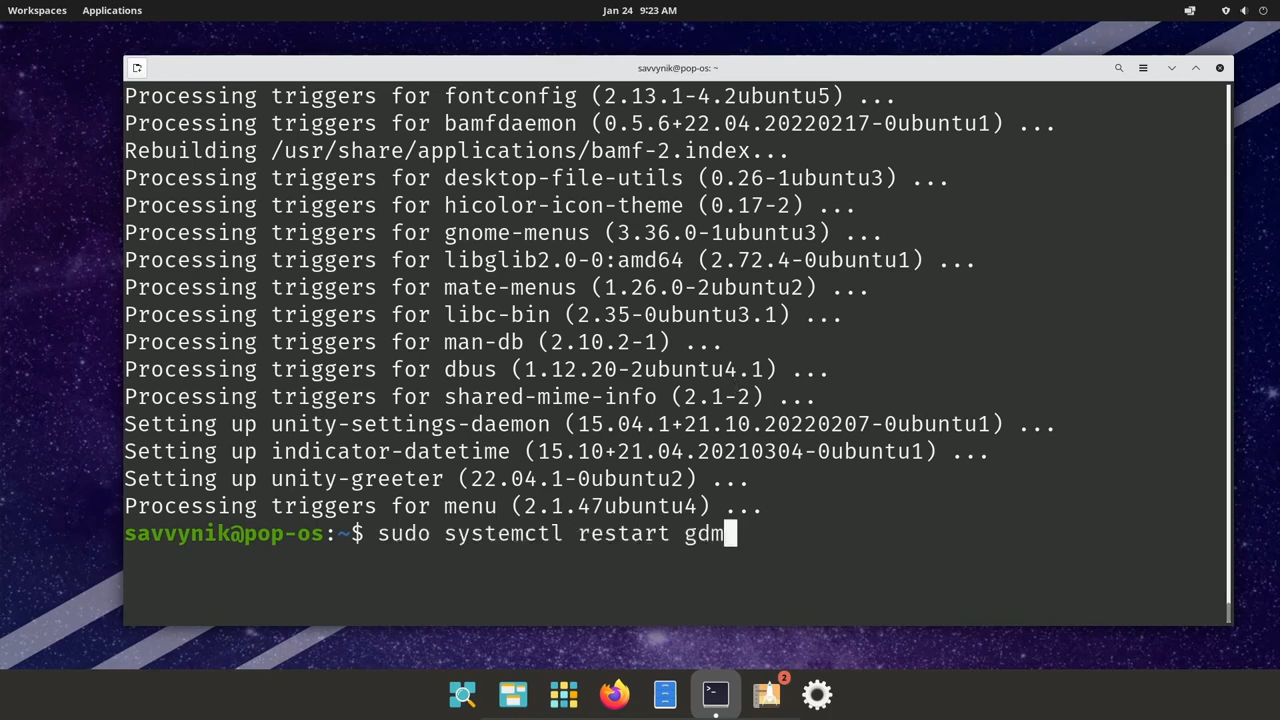 Workspaces Applications Jan 24 9:23 AM
savvynik@pop-os: ~
Processing triggers for fontconfig (2.13.1-4.2ubuntu5) ...
Processing triggers for bamfdaemon (0.5.6+22.04.20220217-0ubuntu1) ...
Rebuilding /usr/share/applications/bamf-2.index...
Processing triggers for desktop-file-utils (0.26-1ubuntu3) ...
Processing triggers for hicolor-icon-theme (0.17-2) ...
Processing triggers for gnome-menus (3.36.0-1ubuntu3) ...
Processing triggers for libglib2.0-0:amd64 (2.72.4-0ubuntu1) ...
Processing triggers for mate-menus (1.26.0-2ubuntu2) ...
Processing triggers for libc-bin (2.35-0ubuntu3.1) ...
Processing triggers for man-db (2.10.2-1) ...
Processing triggers for dbus (1.12.20-2ubuntu4.1) ...
Processing triggers for shared-mime-info (2.1-2) ...
Setting up unity-settings-daemon (15.04.1+21.10.20220207-0ubuntu1) ...
Setting up indicator-datetime (15.10+21.04.20210304-0ubuntu1) ...
Setting up unity-greeter (22.04.1-0ubuntu2) ...
Processing triggers for menu (2.1.47ubuntu4) ...
savvynik@pop-os:~$ sudo systemctl restart gdm
2